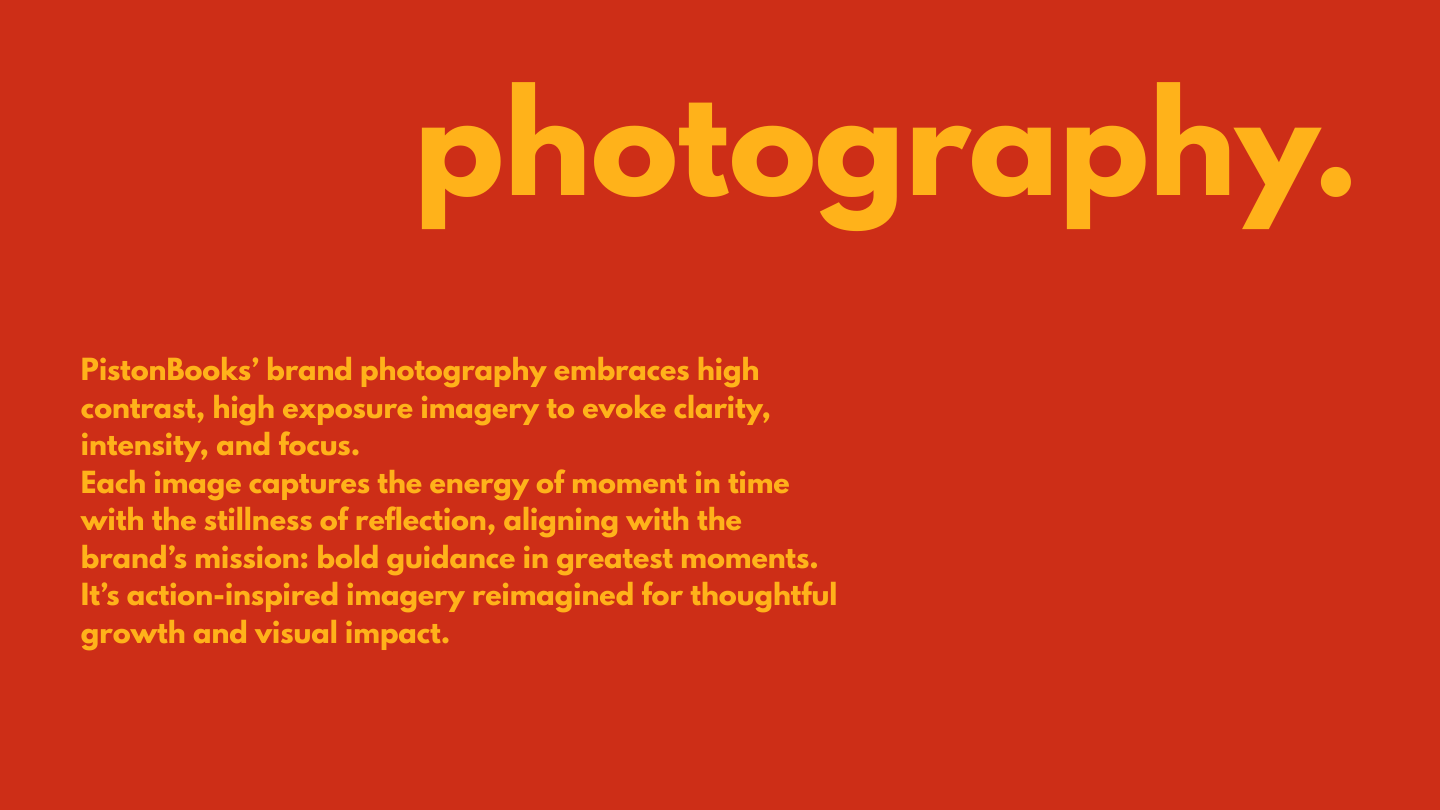 photography.
PistonBooks’ brand photography embraces high
contrast, high exposure imagery to evoke clarity,
intensity, and focus.
Each image captures the energy of moment in time
with the stillness of reflection, aligning with the
brand’s mission: bold guidance in greatest moments.
It’s action-inspired imagery reimagined for thoughtful
growth and visual impact.